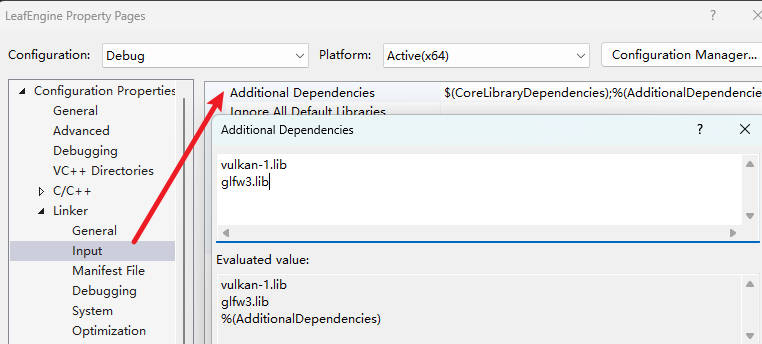 LeafEngine Property Pages
Configuration: Debug Platform: Active(x64) Configuration Manager...
Configuration Properties
General
Advanced
Debugging
VC++ Directories
C/C++
Linker
General
Input
Manifest File
Debugging
System
Optimization
Additional Dependencies $(CoreLibraryDependencies);%(AdditionalDependencie
Ignore All Default Libraries
Additional Dependencies
vulkan-1.lib
glfw3.lib
Evaluated value:
vulkan-1.lib
glfw3.lib
%(AdditionalDependencies)